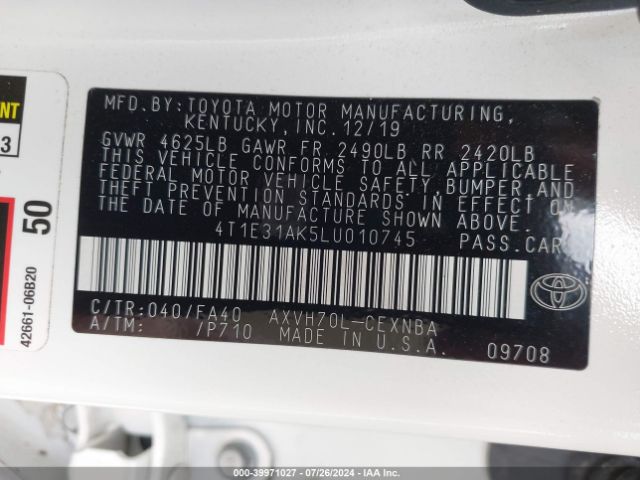 MFD.BY:TOYOTA MOTOR MANUFACTURING,
KENTUCKY, INC. 12/19
GVWR 4625LB GAWR FR 2490LB RR 2420LB
THIS VEHICLE CONFORMS TO ALL APPLICABLE
FEDERAL MOTOR VEHICLE SAFETY, BUMPER, AND
THEFT PREVENTION STANDARDS IN EFFECT ON
THE DATE OF MANUFACTURE SHOWN ABOVE.
4T1E31AK5LU010745 PASS.CAR
C/TR:040/FA40 AXVH70L-CEXNBA
A/TM: /P710 MADE IN U.S.A.
09708
TOYOTA
3
50
42661-06B20
000-39971027 - 07/26/2024 - IAA Inc.